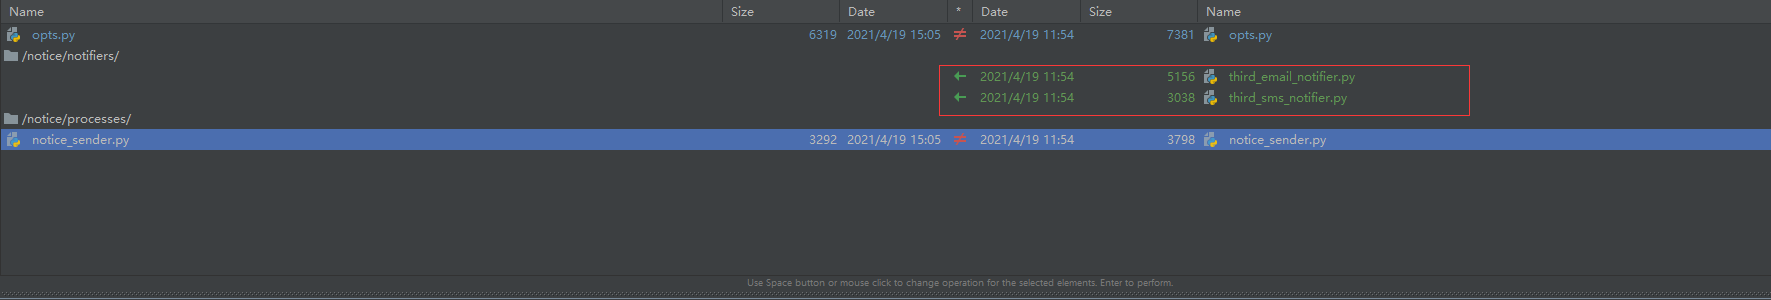 Name Size Date * Date Size Name
opts.py 6319 2021/4/19 15:05 ≠ 2021/4/19 11:54 7381 opts.py
/notice/notifiers/
← 2021/4/19 11:54 5156 third_email_notifier.py
← 2021/4/19 11:54 3038 third_sms_notifier.py
/notice/processes/
notice_sender.py 3292 2021/4/19 15:05 ≠ 2021/4/19 11:54 3798 notice_sender.py
Use Space button or mouse click to change operation for the selected elements. Enter to perform.